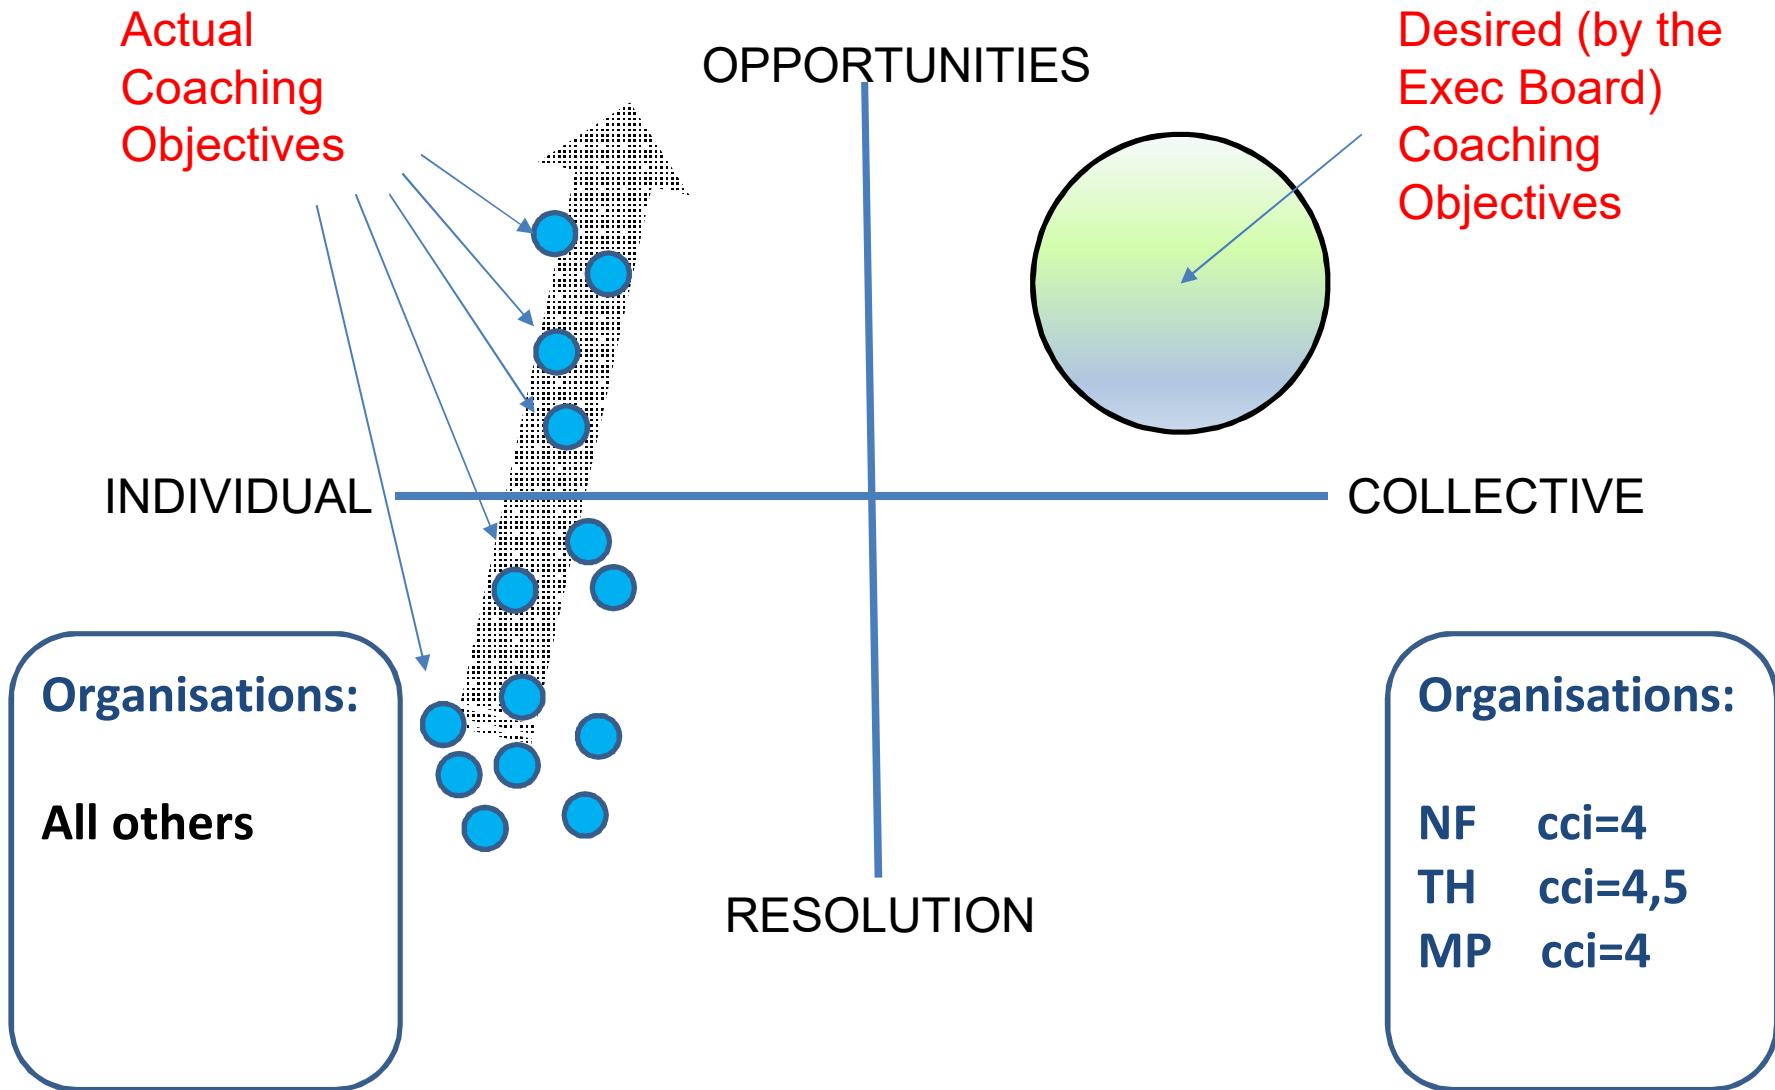 Actual
Coaching
Objectives
OPPORTUNITIES
Desired (by the
Exec Board)
Coaching
Objectives
INDIVIDUAL
COLLECTIVE
Organisations:
All others
RESOLUTION
Organisations:
NF cci=4
TH cci=4,5
MP cci=4